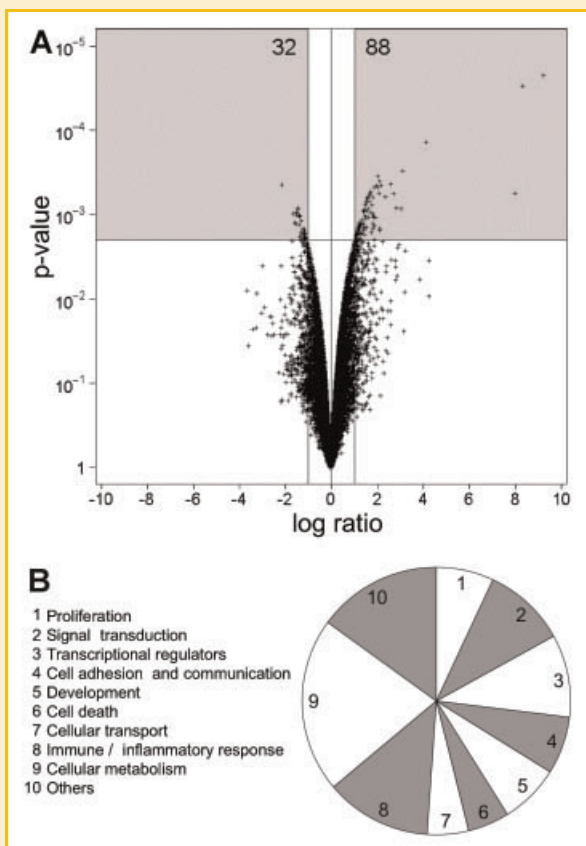 A
32
88
10-5
10-4
10-3
10-2
10-1
1
p-value
-10 -8 -6 -4 -2 0 2 4 6 8 10
log ratio
B
1 Proliferation
2 Signal transduction
3 Transcriptional regulators
4 Cell adhesion and communication
5 Development
6 Cell death
7 Cellular transport
8 Immune / inflammatory response
9 Cellular metabolism
10 Others
1
2
3
4
5
6
7
8
9
10